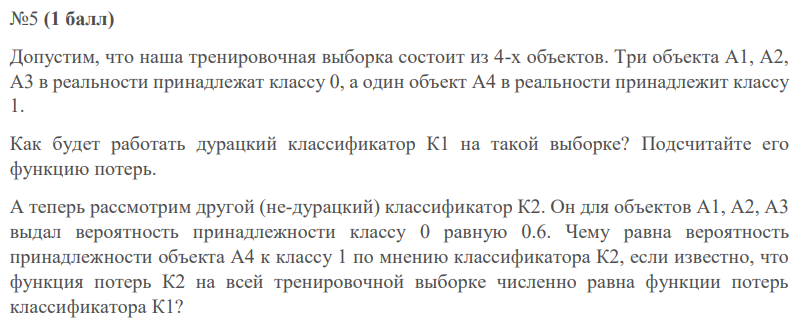 №5 (1 балл)
Допустим, что наша тренировочная выборка состоит из 4-х объектов. Три объекта А1, А2,
А3 в реальности принадлежат классу 0, а один объект А4 в реальности принадлежит классу
1.
Как будет работать дурацкий классификатор К1 на такой выборке? Подсчитайте его
функцию потерь.
А теперь рассмотрим другой (не-дурацкий) классификатор К2. Он для объектов А1, А2, А3
выдал вероятность принадлежности классу 0 равную 0.6. Чему равна вероятность
принадлежности объекта А4 к классу 1 по мнению классификатора К2, если известно, что
функция потерь К2 на всей тренировочной выборке численно равна функции потерь
классификатора К1?